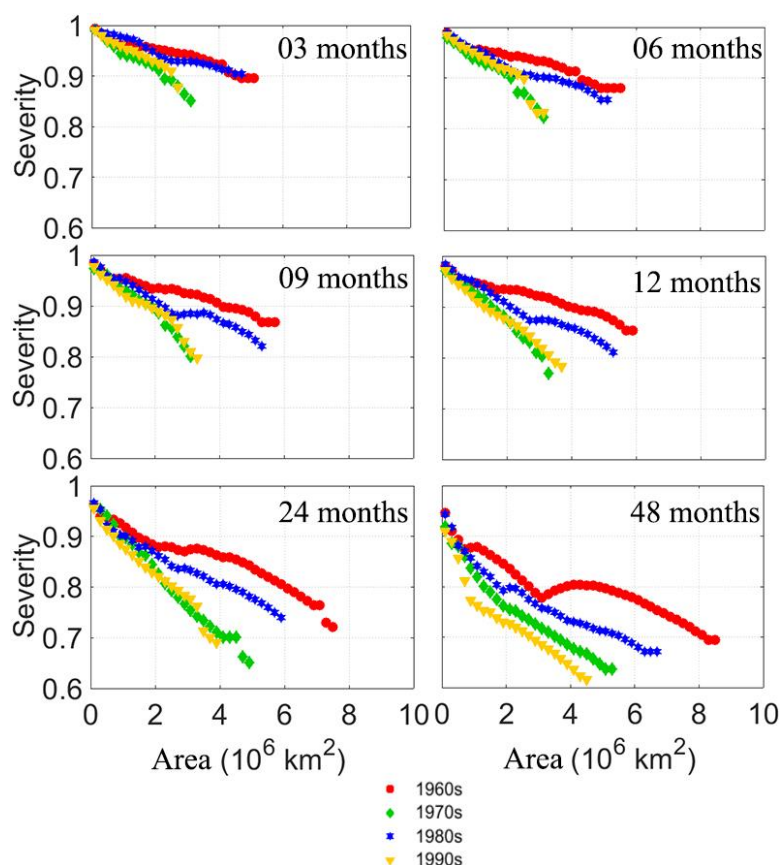 1
0.9
0.8
0.7
0.6
Severity
03 months
06 months
1
0.9
0.8
0.7
0.6
Severity
09 months
12 months
1
0.9
0.8
0.7
0.6
Severity
24 months
48 months
0 2 4 6 8 10 0 2 4 6 8 10
Area (10⁶ km²) Area (10⁶ km²)
1960s
1970s
1980s
1990s